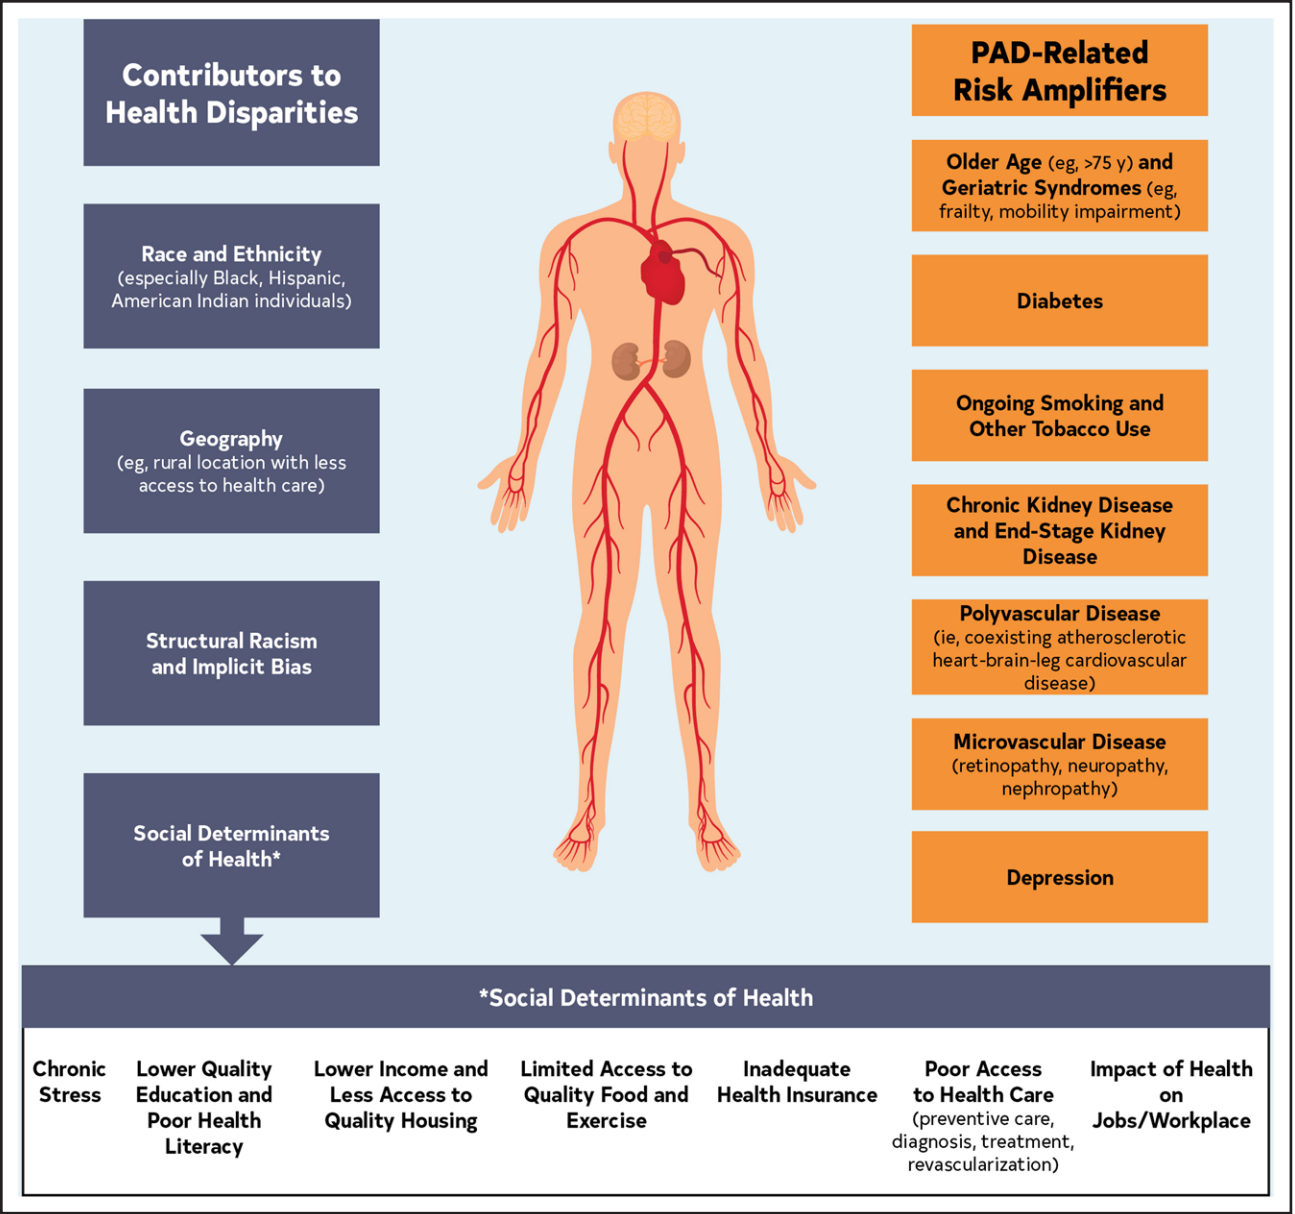 Contributors to
Health Disparities
Race and Ethnicity
(especially Black, Hispanic,
American Indian individuals)
Geography
(eg, rural location with less
access to health care)
Structural Racism
and Implicit Bias
Social Determinants
of Health*
PAD-Related
Risk Amplifiers
Older Age (eg, >75 y) and
Geriatric Syndromes (eg,
frailty, mobility impairment)
Diabetes
Ongoing Smoking and
Other Tobacco Use
Chronic Kidney Disease
and End-Stage Kidney
Disease
Polyvascular Disease
(ie, coexisting atherosclerotic
heart-brain-leg cardiovascular
disease)
Microvascular Disease
(retinopathy, neuropathy,
nephropathy)
Depression
*Social Determinants of Health
Chronic
Stress
Lower Quality
Education and
Poor Health
Literacy
Lower Income and
Less Access to
Quality Housing
Limited Access to
Quality Food and
Exercise
Inadequate
Health Insurance
Poor Access
to Health Care
(preventive care,
diagnosis, treatment,
revascularization)
Impact of Health
on
Jobs/Workplace